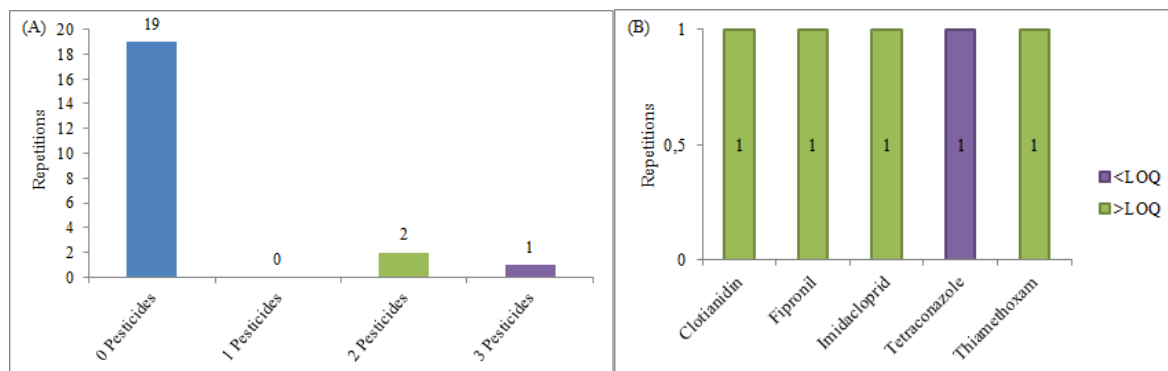 (A)
20
18
16
14
12
10
8
6
4
2
0
Repetitions
19
0
2
1
0 Pesticides
1 Pesticides
2 Pesticides
3 Pesticides
(B)
1
0,5
0
Repetitions
1
1
1
1
1
Clotianidin
Fipronil
Imidacloprid
Tetraconazole
Thiamethoxam
<LOQ
>LOQ